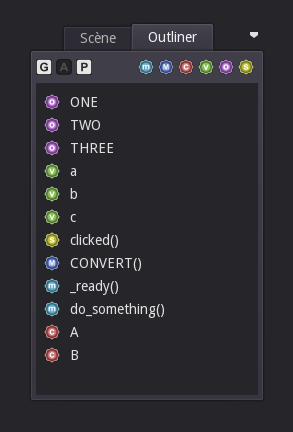 Scène Outliner
G A P m M C V O S
O ONE
O TWO
O THREE
V a
V b
V c
S clicked()
M CONVERT()
m _ready()
m do_something()
C A
C B